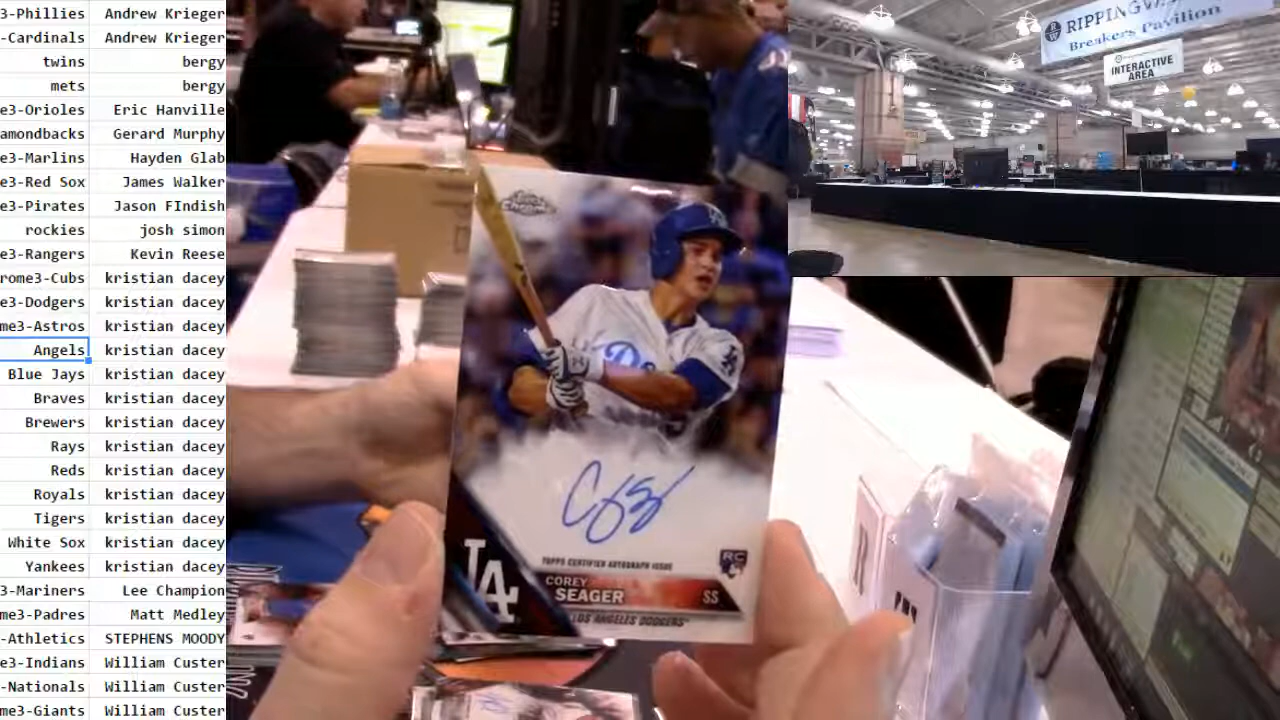 3-Phillies Andrew Krieger
-Cardinals Andrew Krieger
twins bergy
mets bergy
e3-Orioles Eric Hanville
amondbacks Gerard Murphy
e3-Marlins Hayden Glab
e3-Red Sox James Walker
e3-Pirates Jason FIndish
rockies josh simon
e3-Rangers Kevin Reese
rome3-Cubs kristian dacey
e3-Dodgers kristian dacey
me3-Astros kristian dacey
Angels kristian dacey
Blue Jays kristian dacey
Braves kristian dacey
Brewers kristian dacey
Rays kristian dacey
Reds kristian dacey
Royals kristian dacey
Tigers kristian dacey
White Sox kristian dacey
Yankees kristian dacey
3-Mariners Lee Champion
me3-Padres Matt Medley
-Athletics STEPHENS MOODY
e3-Indians William Custer
-Nationals William Custer
me3-Giants William Custer
Topps
CHROME
LA
TOPPS CERTIFIED AUTOGRAPH ISSUE
RC
COREY
SEAGER SS
LOS ANGELES DODGERS
RIPPING W
Breakers Pavilion
INTERACTIVE
AREA